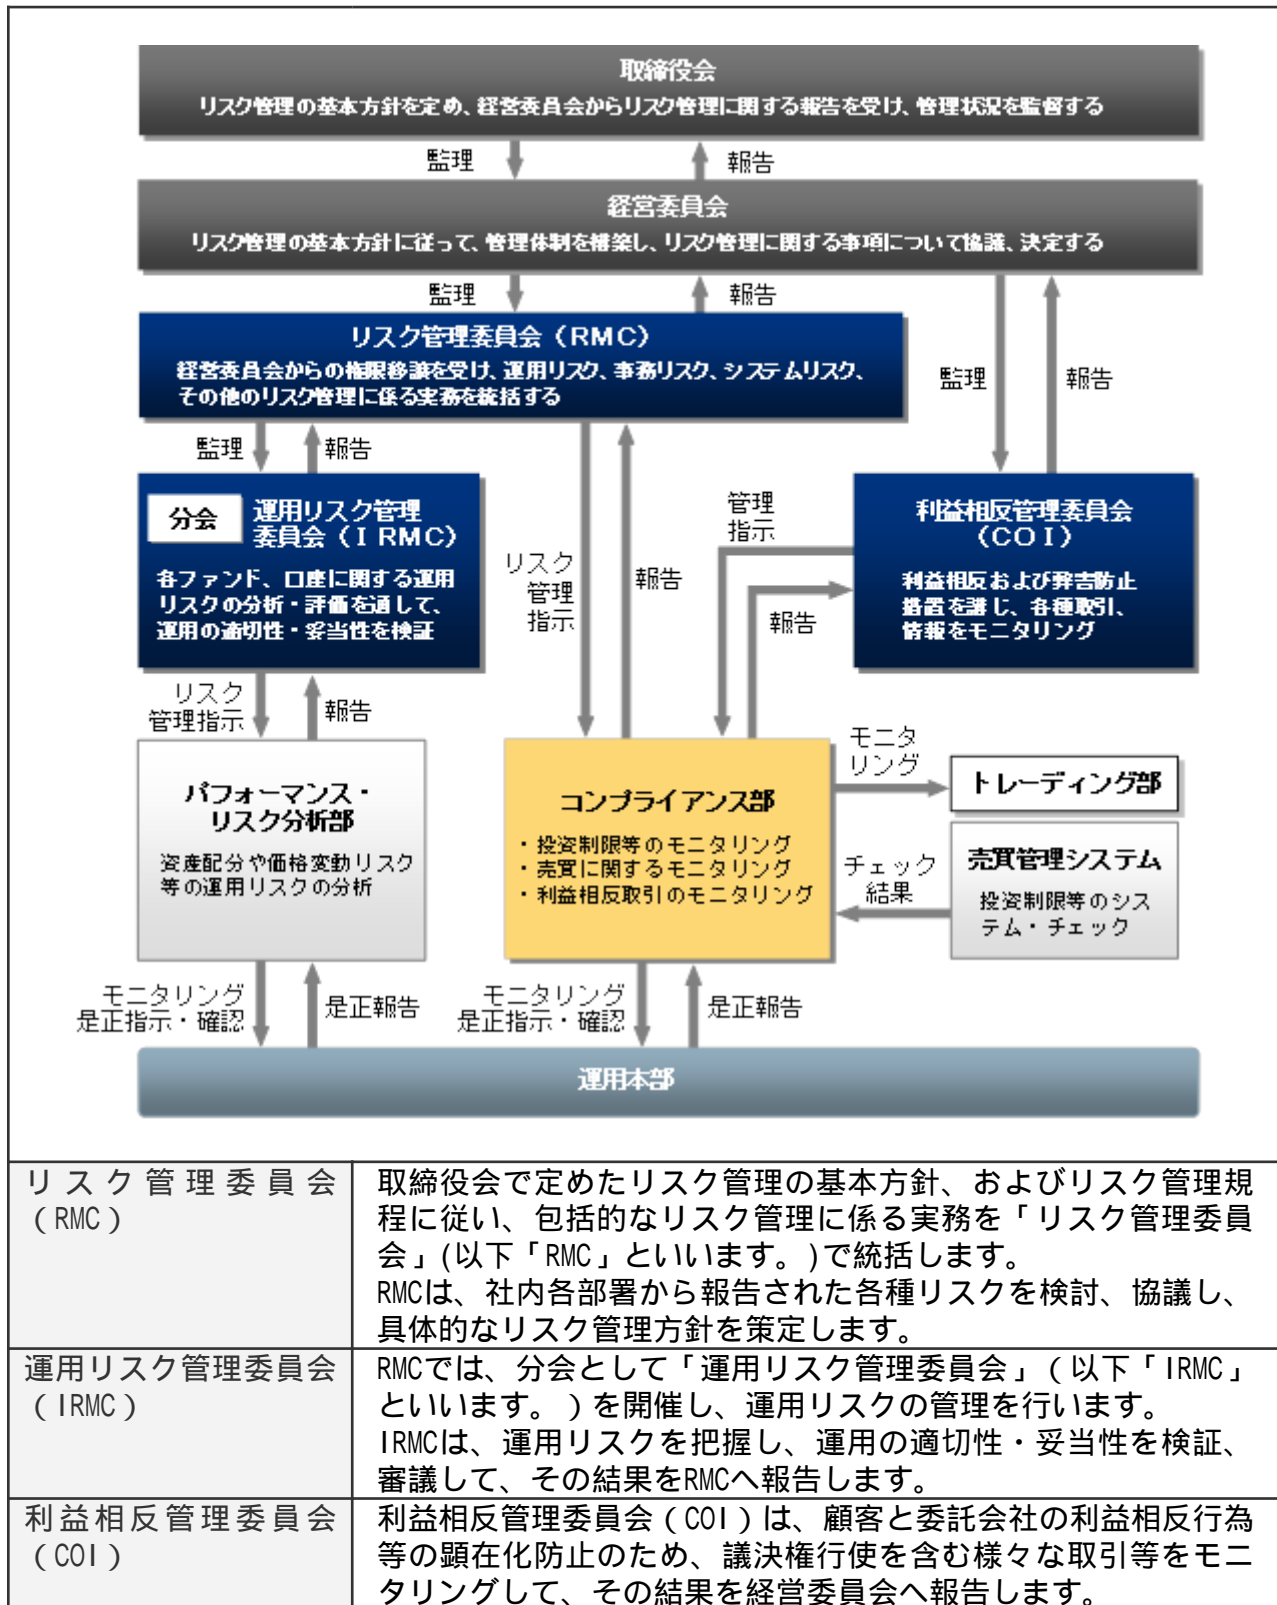 取締役会
リスク管理の基本方針を定め、経営委員会からリスク管理に関する報告を受け、管理状況を監督する
監理
報告
経営委員会
リスク管理の基本方針に従って、管理体制を構築し、リスク管理に関する事項について協議、決定する
監理
報告
リスク管理委員会（RMC）
経営委員会からの権限移譲を受け、運用リスク、事務リスク、システムリスク、
その他のリスク管理に係る実務を統括する
監理
報告
監理
報告
分会
運用リスク管理
委員会（IRMC）
各ファンド、口座に関する運用
リスクの分析・評価を通して、
運用の適切性・妥当性を検証
リスク
管理
指示
報告
管理
指示
報告
利益相反管理委員会
（COI）
利益相反および発吉防止
措置を講じ、各種取引、
情報をモニタリング
リスク
管理指示
報告
パフォーマンス・
リスク分析部
資産配分や価格変動リスク
等の運用リスクの分析
コンプライアンス部
・投資制限等のモニタリング
・売買に関するモニタリング
・利益相反取引のモニタリング
モニタ
リング
トレーディング部
チェック
結果
売買管理システム
投資制限等のシス
テム・チェック
モニタリング
是正指示・確認
是正報告
モニタリング
是正指示・確認
是正報告
運用本部
リスク管理委員会
（RMC）
取締役会で定めたリスク管理の基本方針、およびリスク管理規
程に従い、包括的なリスク管理に係る実務を「リスク管理委員
会」(以下「RMC」といいます。)で統括します。
RMCは、社内各部署から報告された各種リスクを検討、協議し、
具体的なリスク管理方針を策定します。
運用リスク管理委員会
（IRMC）
RMCでは、分会として「運用リスク管理委員会」（以下「IRMC」
といいます。）を開催し、運用リスクの管理を行います。
IRMCは、運用リスクを把握し、運用の適切性・妥当性を検証、
審議して、その結果をRMCへ報告します。
利益相反管理委員会
（COI）
利益相反管理委員会（COI）は、顧客と委託会社の利益相反行為
等の顕在化防止のため、議決権行使を含む様々な取引等をモニ
タリングして、その結果を経営委員会へ報告します。